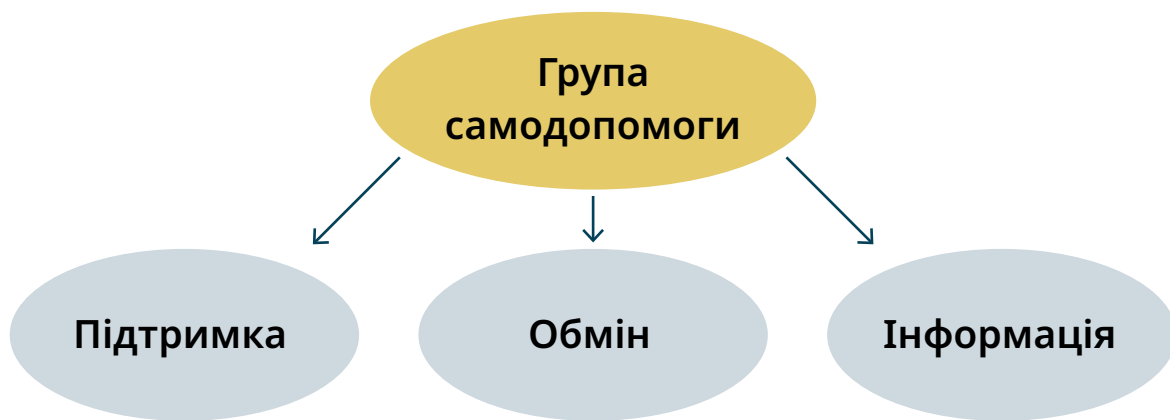 Група
самодопомоги
Підтримка
Обмін
Інформація